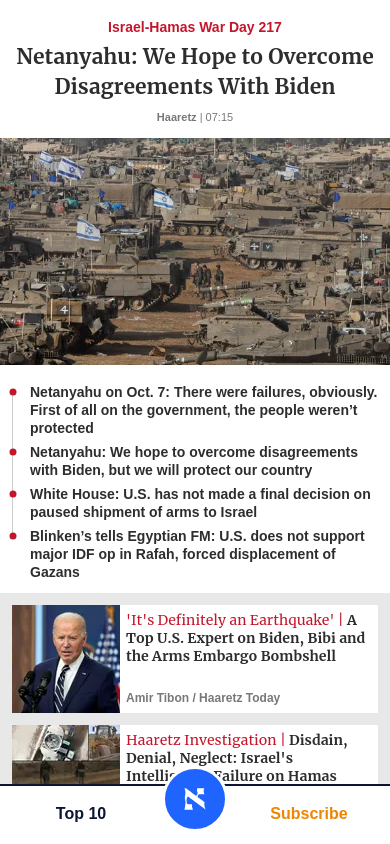 Israel-Hamas War Day 217
Netanyahu: We Hope to Overcome
Disagreements With Biden
Haaretz | 07:15
Netanyahu on Oct. 7: There were failures, obviously.
First of all on the government, the people weren’t
protected
Netanyahu: We hope to overcome disagreements
with Biden, but we will protect our country
White House: U.S. has not made a final decision on
paused shipment of arms to Israel
Blinken’s tells Egyptian FM: U.S. does not support
major IDF op in Rafah, forced displacement of
Gazans
'It's Definitely an Earthquake' | A
Top U.S. Expert on Biden, Bibi and
the Arms Embargo Bombshell
Amir Tibon / Haaretz Today
Haaretz Investigation | Disdain,
Denial, Neglect: Israel's
Failure on Hamas
Top 10
Subscribe